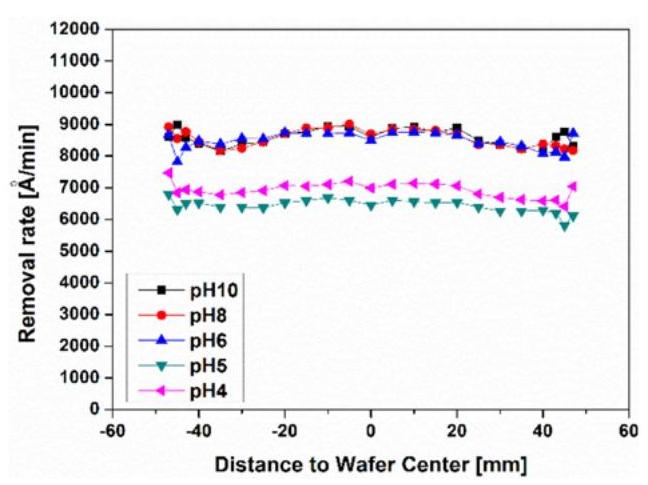 12000
11000
10000
9000
8000
7000
6000
5000
4000
3000
2000
1000
0
Removal rate [Å/min]
pH10
pH8
pH6
pH5
pH4
-60 -40 -20 0 20 40 60
Distance to Wafer Center [mm]